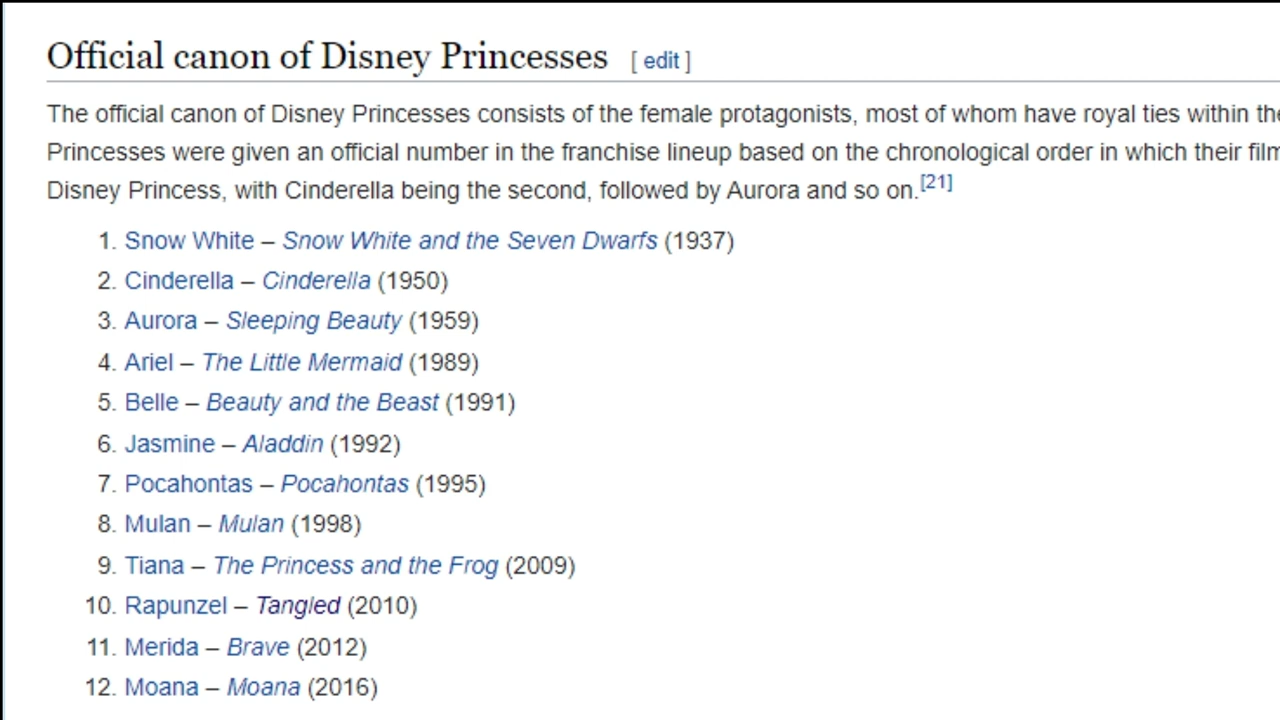 Official canon of Disney Princesses [ edit ]
The official canon of Disney Princesses consists of the female protagonists, most of whom have royal ties within the
Princesses were given an official number in the franchise lineup based on the chronological order in which their film
Disney Princess, with Cinderella being the second, followed by Aurora and so on.[21]
1. Snow White – Snow White and the Seven Dwarfs (1937)
2. Cinderella – Cinderella (1950)
3. Aurora – Sleeping Beauty (1959)
4. Ariel – The Little Mermaid (1989)
5. Belle – Beauty and the Beast (1991)
6. Jasmine – Aladdin (1992)
7. Pocahontas – Pocahontas (1995)
8. Mulan – Mulan (1998)
9. Tiana – The Princess and the Frog (2009)
10. Rapunzel – Tangled (2010)
11. Merida – Brave (2012)
12. Moana – Moana (2016)